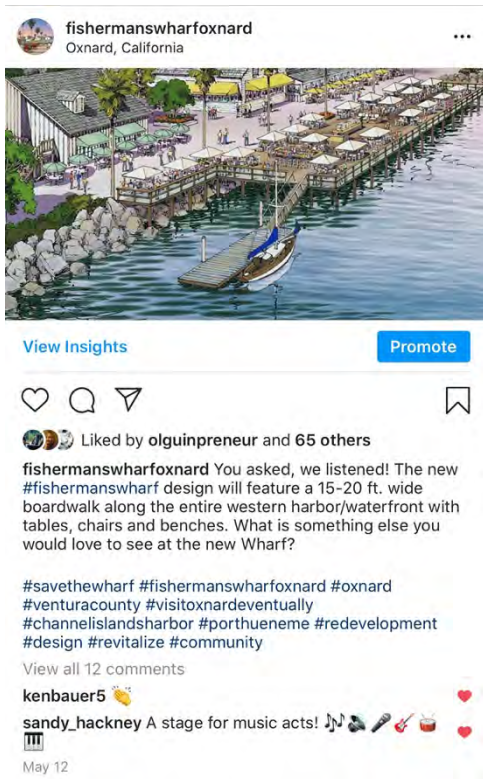 fishermanswharfoxnard
Oxnard, California
View Insights
Promote
Liked by olguinpreneur and 65 others
fishermanswharfoxnard You asked, we listened! The new
#fishermanswharf design will feature a 15-20 ft. wide
boardwalk along the entire western harbor/waterfront with
tables, chairs and benches. What is something else you
would love to see at the new Wharf?
#savethewharf #fishermanswharfoxnard #oxnard
#venturacounty #visitoxnardeventually
#channelislandsharbor #porthueneme #redevelopment
#design #revitalize #community
View all 12 comments
kenbauer5 👏
sandy_hackney A stage for music acts! 🎶🔊🎤🎸🥁
🎹
May 12